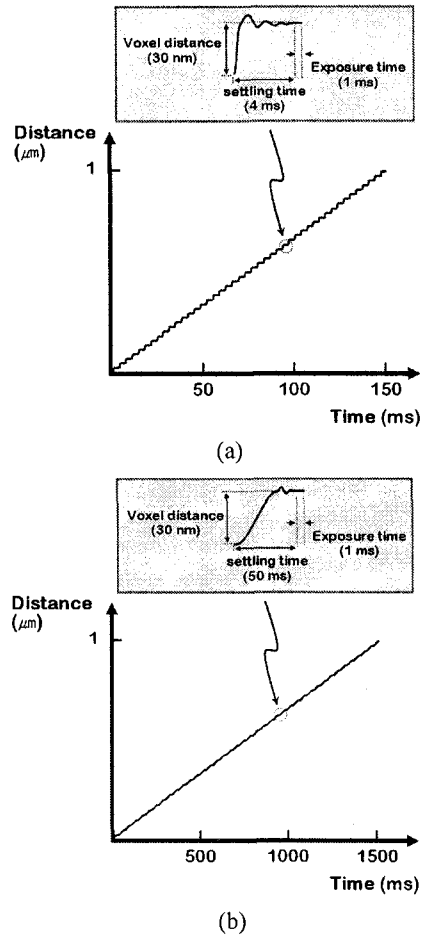 Voxel distance
(30 nm)
settling time
(4 ms)
Exposure time
(1 ms)
Distance
(㎛)
1
50
100
150
Time (ms)
(a)
Voxel distance
(30 nm)
settling time
(50 ms)
Exposure time
(1 ms)
Distance
(㎛)
1
500
1000
1500
Time (ms)
(b)